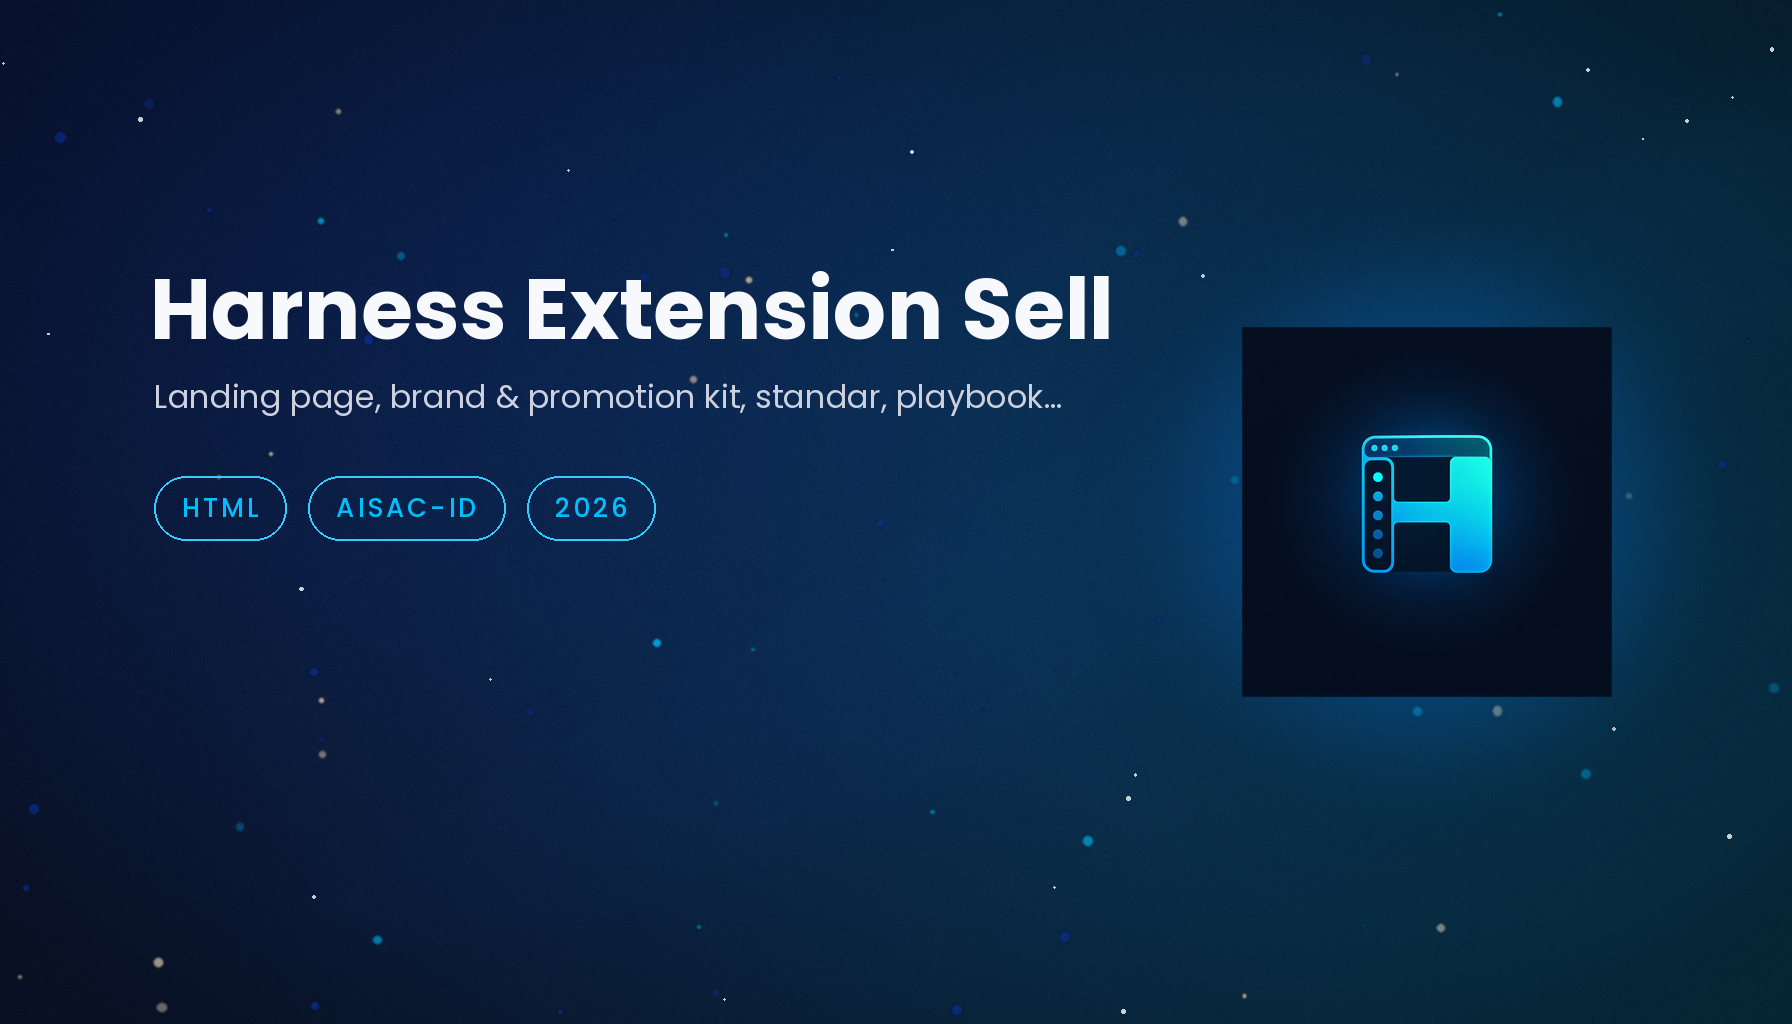 Harness Extension Sell
Landing page, brand & promotion kit, standar, playbook...
HTML AISAC-ID 2026